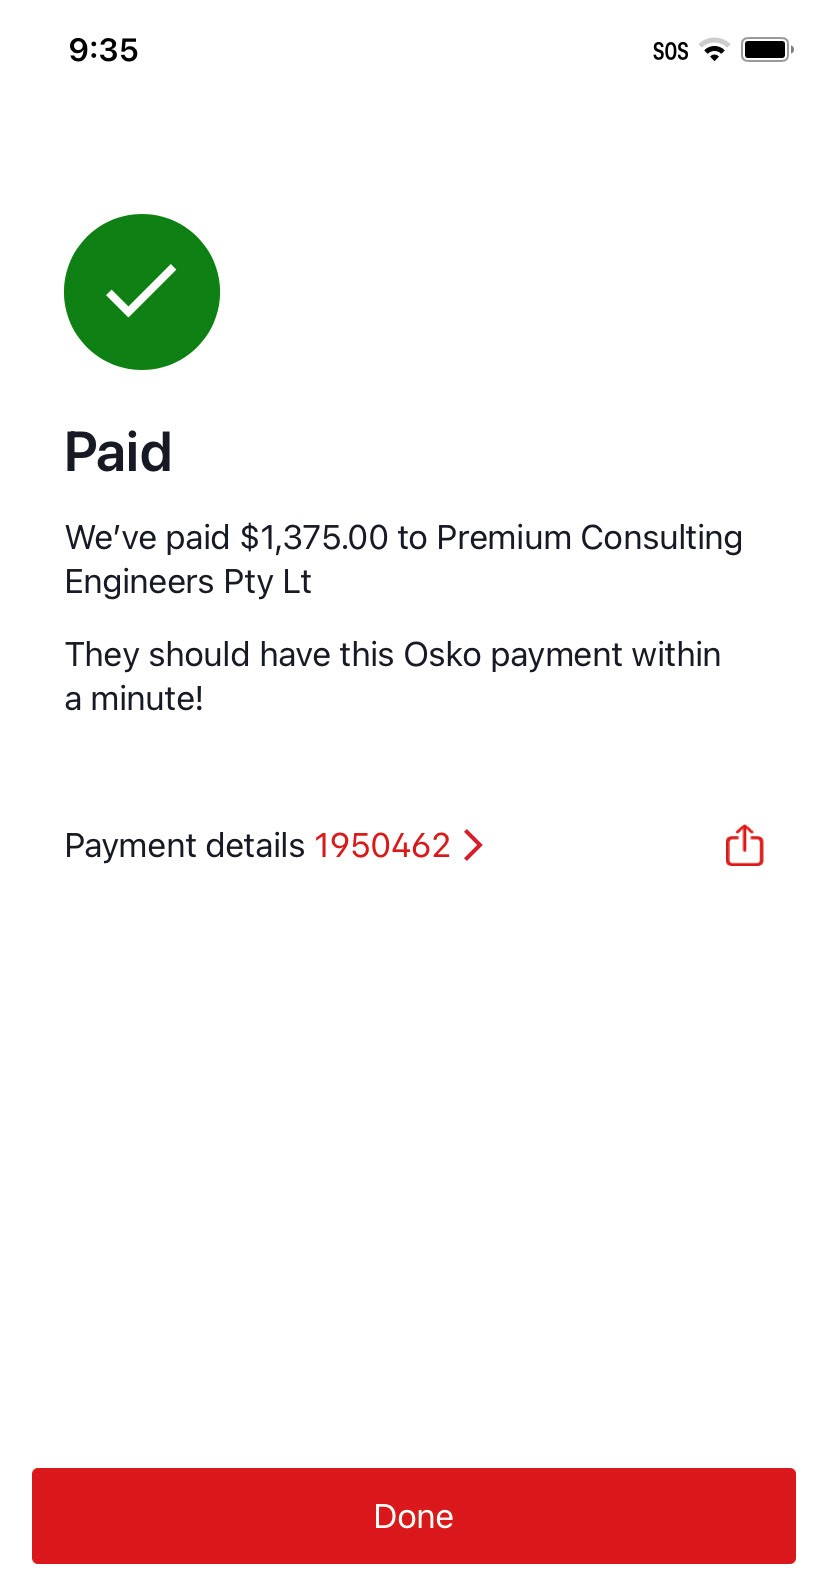 9:35 SOS
Paid
We’ve paid $1,375.00 to Premium Consulting
Engineers Pty Lt
They should have this Osko payment within
a minute!
Payment details 1950462
Done